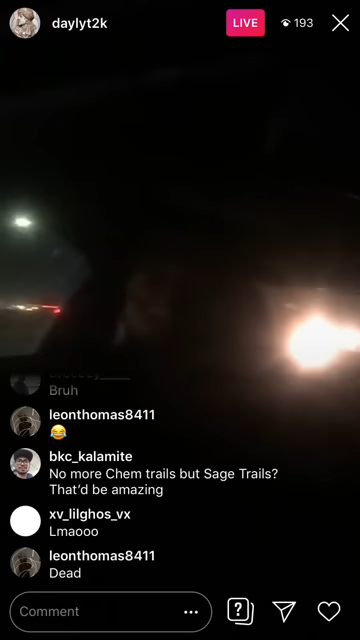 daylyt2k
LIVE
193
Bruh
leonthomas8411
😂
bkc_kalamite
No more Chem trails but Sage Trails?
That'd be amazing
xv_lilghos_vx
Lmaooo
leonthomas8411
Dead
Comment